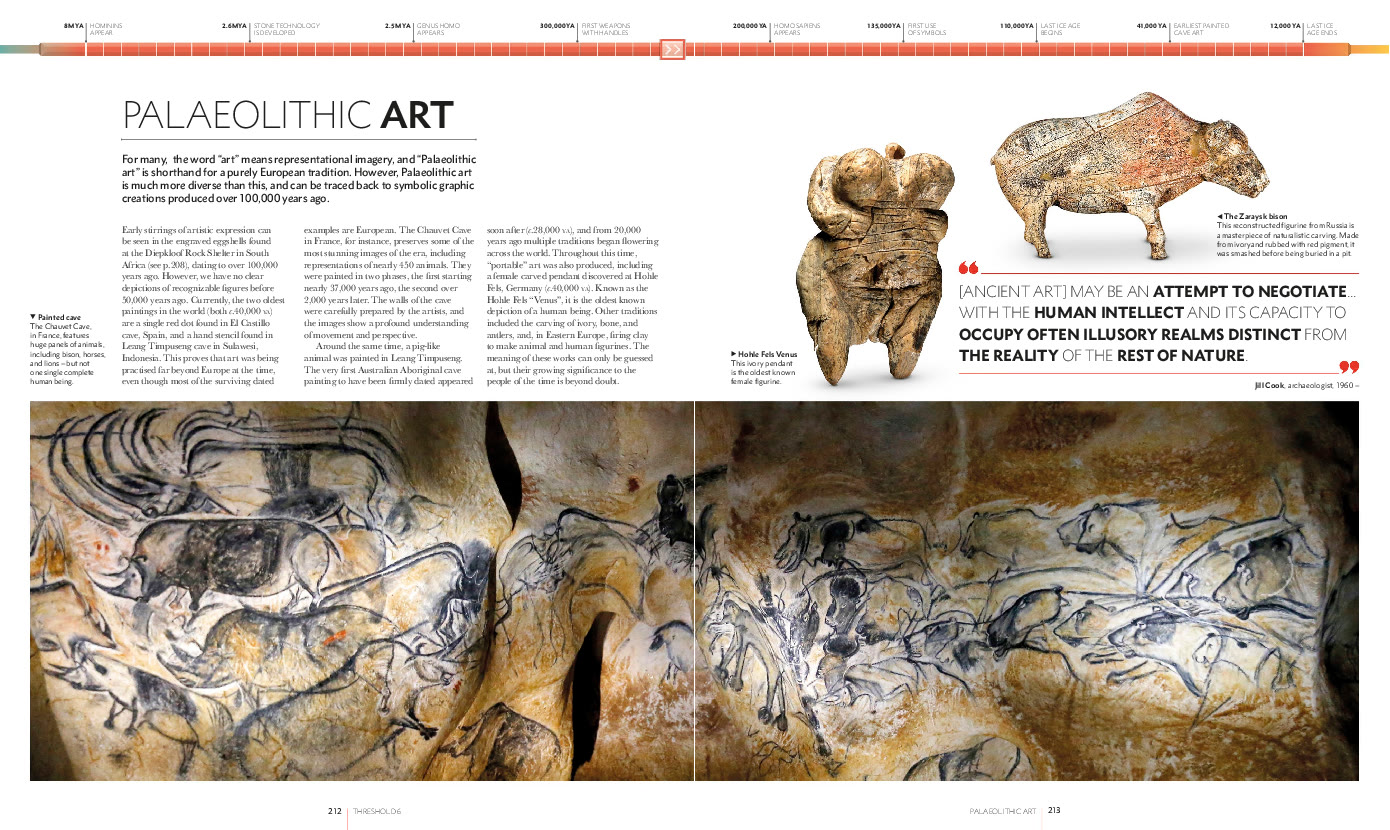 8MYA HOMININS
APPEAR
2.6MYA STONE TECHNOLOGY
IS DEVELOPED
2.5MYA GENUS HOMO
APPEARS
300,000YA FIRST WEAPONS
WITH HANDLES
200,000YA HOMO SAPIENS
APPEARS
135,000YA FIRST USE
OF SYMBOLS
110,000YA LAST ICE AGE
BEGINS
41,000YA EARLIEST PAINTED
CAVE ART
12,000YA LAST ICE
AGE ENDS
PALAEOLITHIC ART
For many, the word "art" means representational imagery, and "Palaeolithic
art" is shorthand for a purely European tradition. However, Palaeolithic art
is much more diverse than this, and can be traced back to symbolic graphic
creations produced over 100,000 years ago.
Early stirrings of artistic expression can
be seen in the engraved eggshells found
at the Diepkloof Rock Shelter in South
Africa (see p.208), dating to over 100,000
years ago. However, we have no clear
depictions of recognizable figures before
50,000 years ago. Currently, the two oldest
paintings in the world (both c.40,000 YA)
are a single red dot found in El Castillo
cave, Spain, and a hand stencil found in
Leang Timpuseng cave in Sulawesi,
Indonesia. This proves that art was being
practised far beyond Europe at the time,
even though most of the surviving dated
examples are European. The Chauvet Cave
in France, for instance, preserves some of the
most stunning images of the era, including
representations of nearly 450 animals. They
were painted in two phases, the first starting
nearly 37,000 years ago, the second over
2,000 years later. The walls of the cave
were carefully prepared by the artists, and
the images show a profound understanding
of movement and perspective.
Around the same time, a pig-like
animal was painted in Leang Timpuseng.
The very first Australian Aboriginal cave
painting to have been firmly dated appeared
soon after (c.28,000 YA), and from 20,000
years ago multiple traditions began flowering
across the world. Throughout this time,
"portable" art was also produced, including
a female carved pendant discovered at Hohle
Fels, Germany (c.40,000 YA). Known as the
Hohle Fels "Venus", it is the oldest known
depiction of a human being. Other traditions
included the carving of ivory, bone, and
antlers, and, in Eastern Europe, firing clay
to make animal and human figurines. The
meaning of these works can only be guessed
at, but their growing significance to the
people of the time is beyond doubt.
▼ Painted cave
The Chauvet Cave,
in France, features
huge panels of animals,
including bison, horses,
and lions – but not
one single complete
human being.
▶ Hohle Fels Venus
This ivory pendant
is the oldest known
female figurine.
◀ The Zaraysk bison
This reconstructed figurine from Russia is
a masterpiece of naturalistic carving. Made
from ivory and rubbed with red pigment, it
was smashed before being buried in a pit.
“
[ANCIENT ART] MAY BE AN ATTEMPT TO NEGOTIATE...
WITH THE HUMAN INTELLECT AND ITS CAPACITY TO
OCCUPY OFTEN ILLUSORY REALMS DISTINCT FROM
THE REALITY OF THE REST OF NATURE.
”
Jill Cook, archaeologist, 1960 –
212 THRESHOLD 6
PALAEOLITHIC ART 213